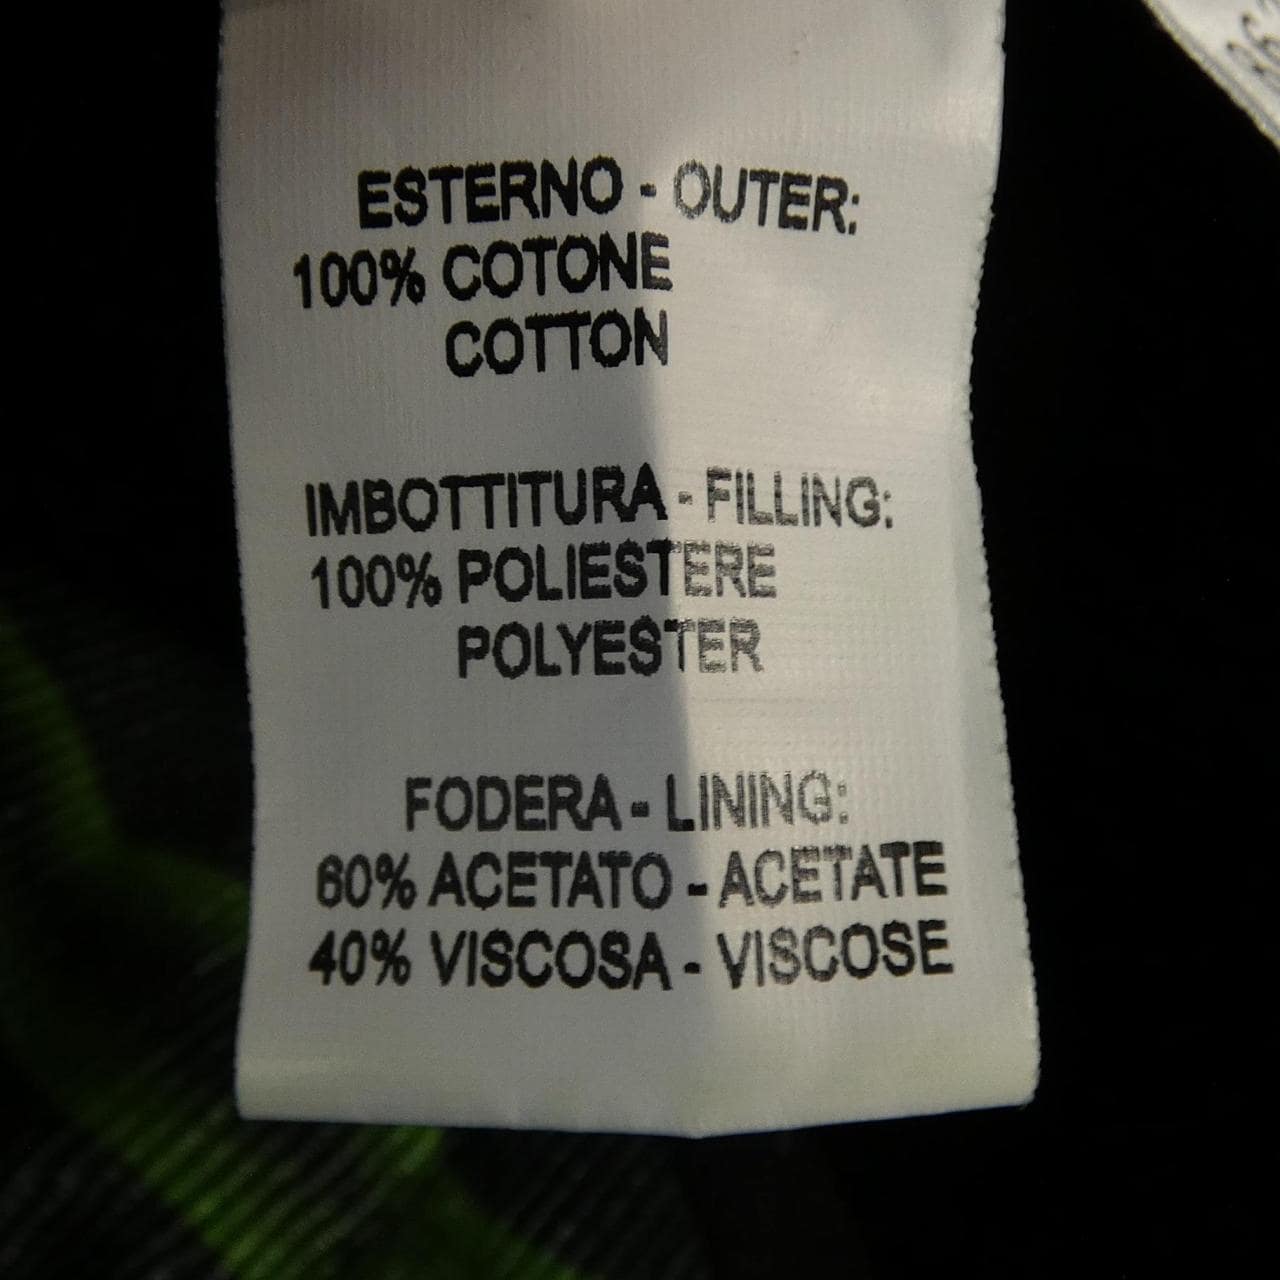 ESTERNO - OUTER:
100% COTONE
COTTON
IMBOTTITURA - FILLING:
100% POLIESTERE
POLYESTER
FODERA - LINING:
60% ACETATO - ACETATE
40% VISCOSA - VISCOSE